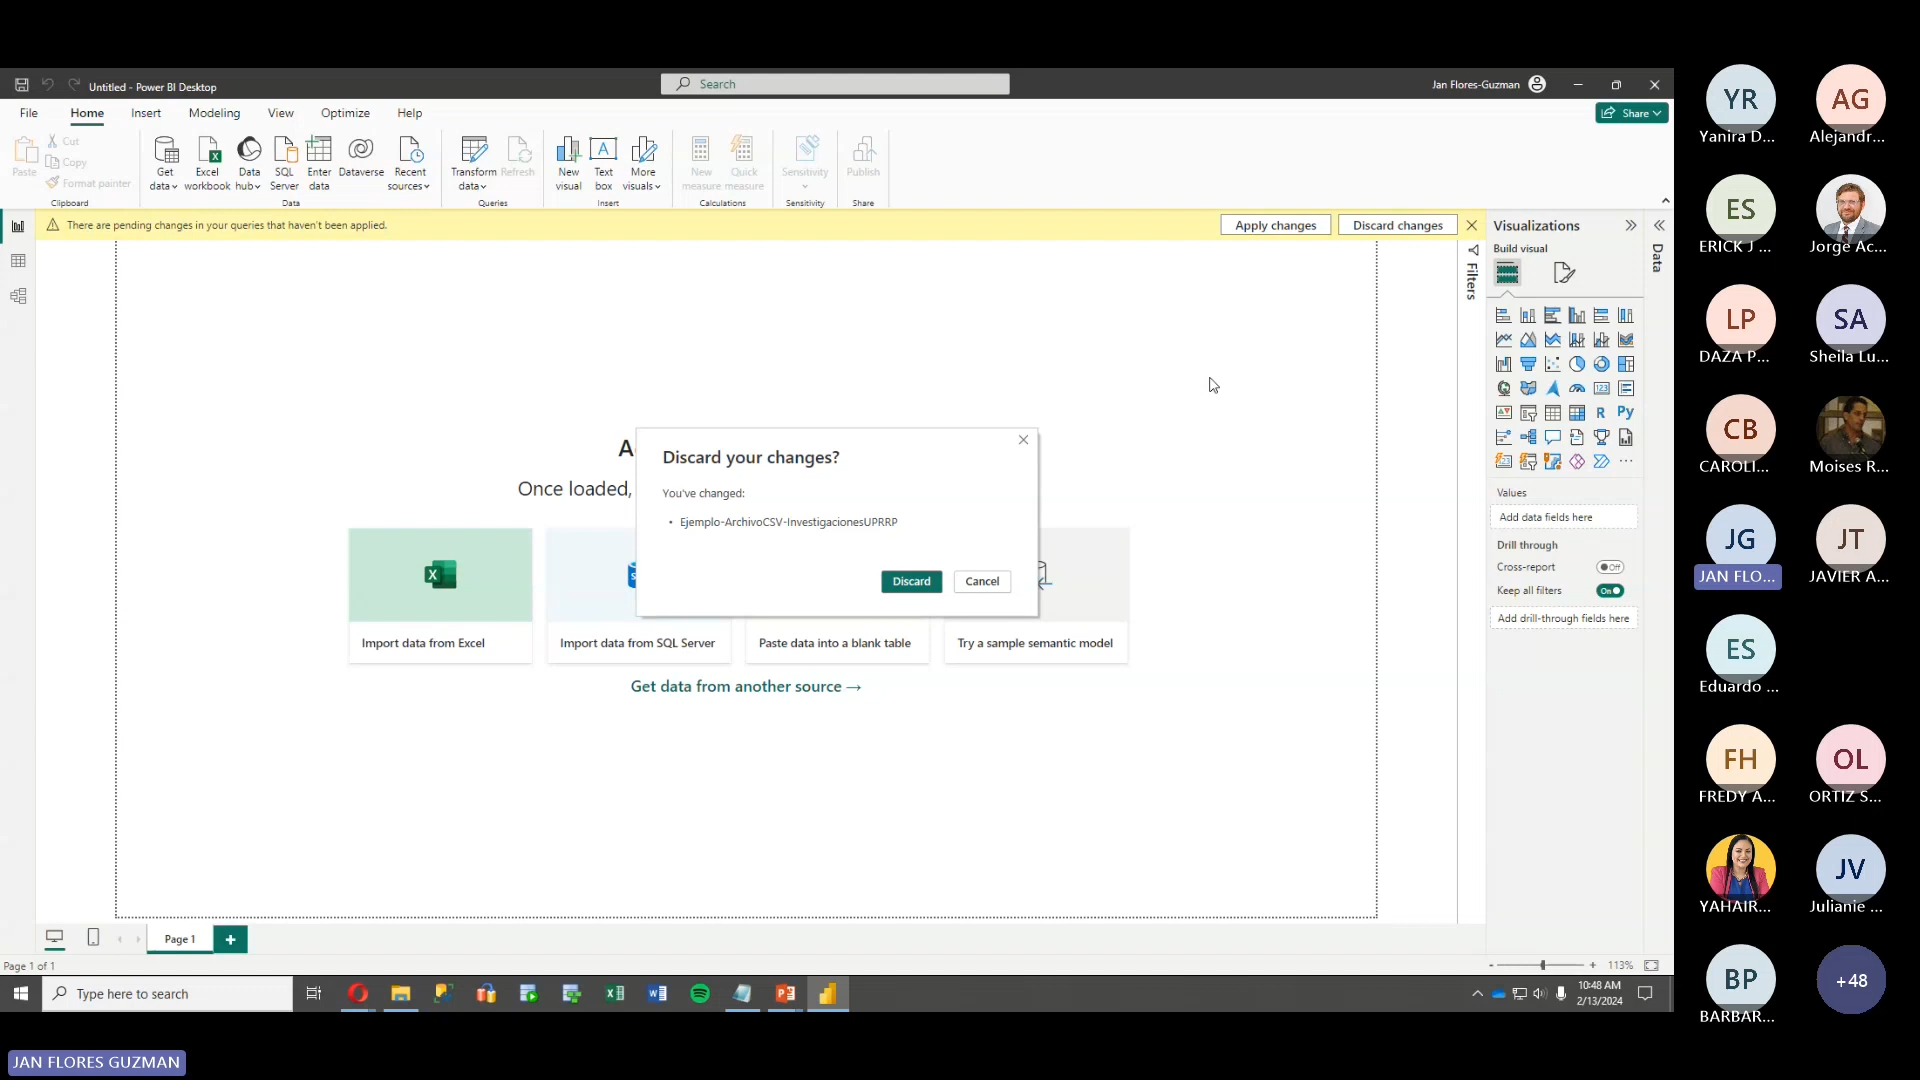 Untitled - Power BI Desktop
Search
Jan Flores-Guzman
File Home Insert Modeling View Optimize Help
Share
Paste
Cut
Copy
Format painter
Clipboard
Get data
Excel workbook
Data hub
SQL Server
Enter data
Dataverse
Recent sources
Data
Transform data
Refresh
Queries
New visual
Text box
More visuals
Insert
New measure
Quick measure
Calculations
Sensitivity
Sensitivity
Publish
Share
There are pending changes in your queries that haven't been applied.
Apply changes
Discard changes
Visualizations
Build visual
Filters
Data
R
Py
123
A
Once loaded,
Discard your changes?
You've changed:
• Ejemplo-ArchivoCSV-InvestigacionesUPRRP
Discard
Cancel
Import data from Excel
Import data from SQL Server
Paste data into a blank table
Try a sample semantic model
Get data from another source →
Values
Add data fields here
Drill through
Cross-report
Off
Keep all filters
On
Add drill-through fields here
Page 1
Page 1 of 1
- + 113%
Type here to search
10:48 AM
2/13/2024
JAN FLORES GUZMAN
YR
Yanira D...
AG
Alejandr...
ES
ERICK J ...
Jorge Ac...
LP
DAZA P...
SA
Sheila Lu...
CB
CAROLI...
Moises R...
JG
JAN FLO...
JT
JAVIER A...
ES
Eduardo ...
FH
FREDY A...
OL
ORTIZ S...
YAHAIR...
JV
Julianie ...
BP
BARBAR...
+48